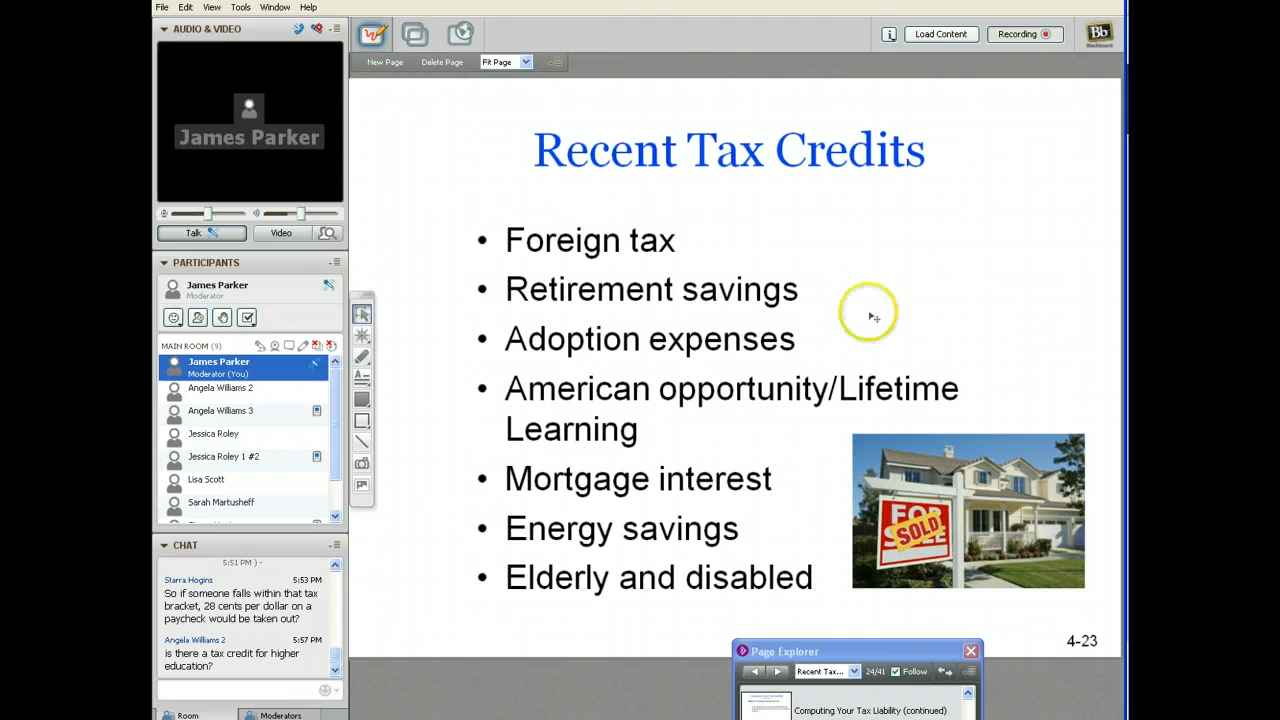 File Edit View Tools Window Help
AUDIO & VIDEO
James Parker
Talk
Video
PARTICIPANTS
James Parker
Moderator
MAIN ROOM (9)
James Parker
Moderator (You)
Angela Williams 2
Angela Williams 3
Jessica Roley
Jessica Roley 1 #2
Lisa Scott
Sarah Martusheff
CHAT
5:51 PM ) -
Starra Hogins 5:53 PM
So if someone falls within that tax
bracket, 28 cents per dollar on a
paycheck would be taken out?
Angela Williams 2 5:57 PM
is there a tax credit for higher
education?
Room
Moderators
Load Content
Recording
Bb
Blackboard
New Page Delete Page Fit Page
Recent Tax Credits
• Foreign tax
• Retirement savings
• Adoption expenses
• American opportunity/Lifetime
Learning
• Mortgage interest
• Energy savings
• Elderly and disabled
FOR
SOLD
4-23
Page Explorer
Recent Tax... 24/41 Follow
Computing Your Tax Liability (continued)